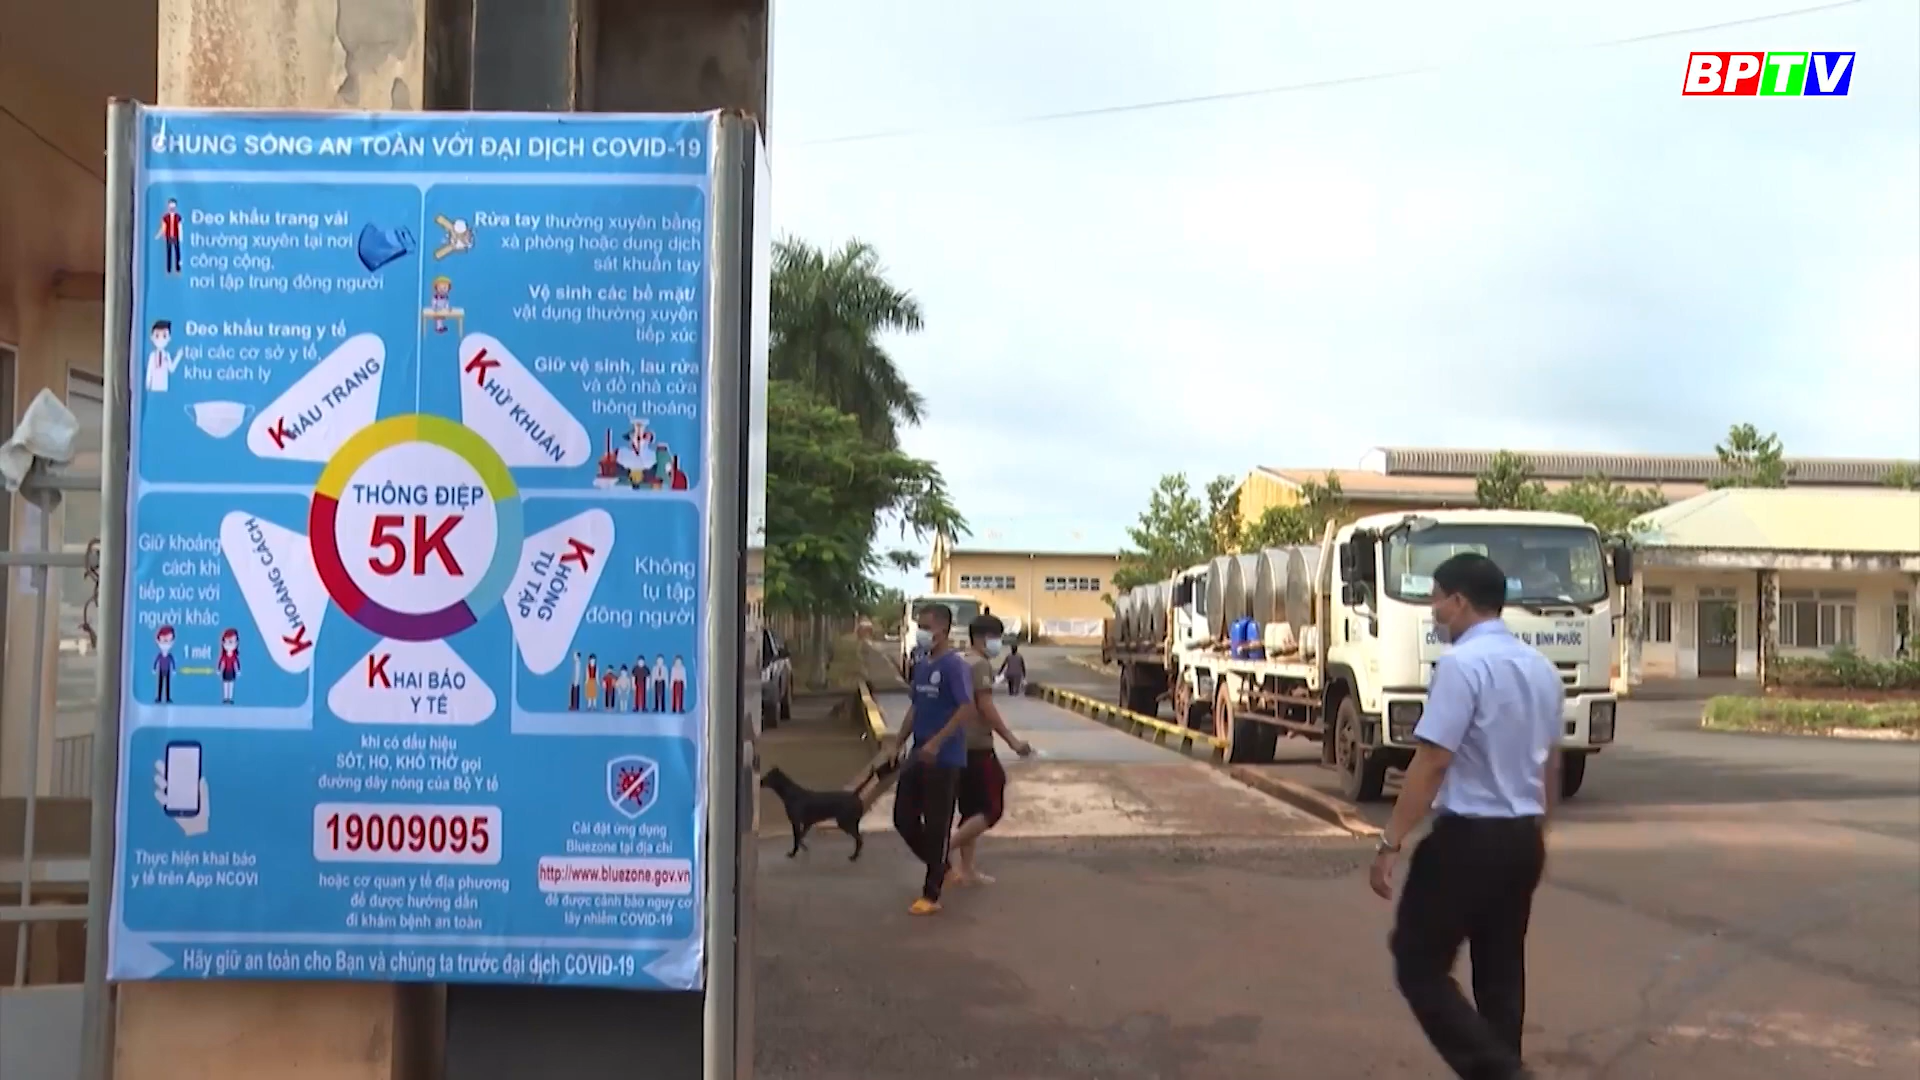 BPTV
CHUNG SỐNG AN TOÀN VỚI ĐẠI DỊCH COVID-19
Đeo khẩu trang vải
thường xuyên tại nơi
công cộng,
nơi tập trung đông người
Đeo khẩu trang y tế
tại các cơ sở y tế,
khu cách ly
KHẨU TRANG
Rửa tay thường xuyên bằng
xà phòng hoặc dung dịch
sát khuẩn tay
Vệ sinh các bề mặt/
vật dụng thường xuyên
tiếp xúc
Giữ vệ sinh, lau rửa
và để nhà cửa
thông thoáng
KHỬ KHUẨN
THÔNG ĐIỆP
5K
Giữ khoảng
cách khi
tiếp xúc với
người khác
1 mét
KHOẢNG CÁCH
KHÔNG
TỤ TẬP
Không
tụ tập
đông người
KHAI BÁO
Y TẾ
khi có dấu hiệu
SỐT, HO, KHÓ THỞ gọi
đường dây nóng của Bộ Y tế
19009095
hoặc cơ quan y tế địa phương
để được hướng dẫn
đi khám bệnh an toàn
Thực hiện khai báo
y tế trên App NCOVI
Cài đặt ứng dụng
Bluezone tại địa chỉ
http://www.bluezone.gov.vn
để được cảnh báo nguy cơ
lây nhiễm COVID-19
Hãy giữ an toàn cho Bạn và chúng ta trước đại dịch COVID-19
SU BÌNH PHƯỚC